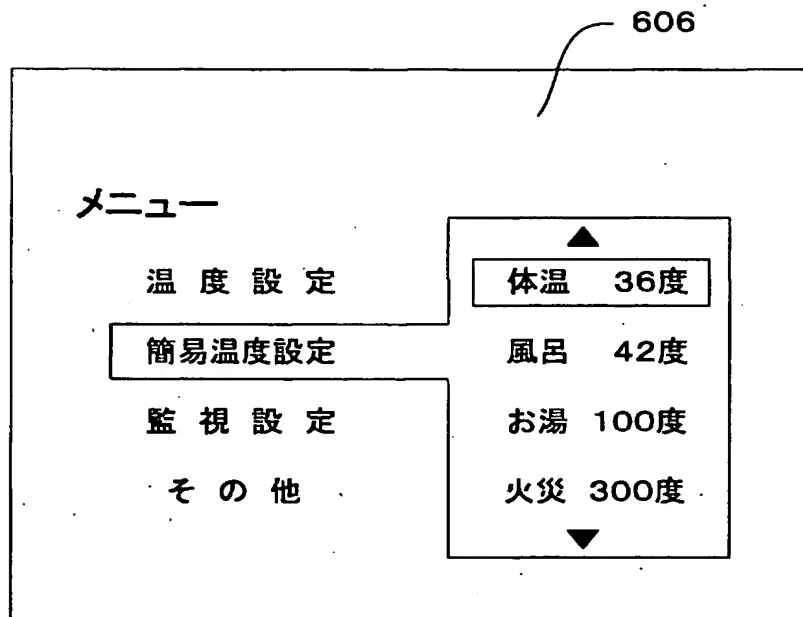 606
メニュー
温度設定
簡易温度設定
監視設定
その他
▲
体温 36度
風呂 42度
お湯 100度
火災 300度
▼